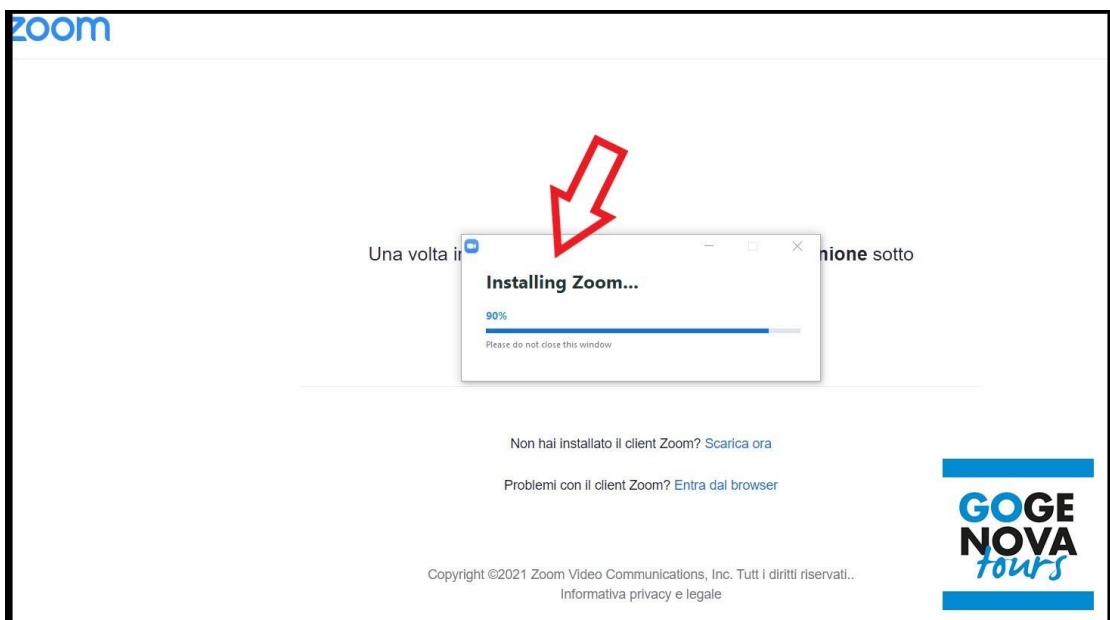 zoom
Una volta
nione sotto
Installing Zoom...
90%
Please do not close this window
Non hai installato il client Zoom? Scarica ora
Problemi con il client Zoom? Entra dal browser
Copyright ©2021 Zoom Video Communications, Inc. Tutt i diritti riservati..
Informativa privacy e legale
GOGE
NOVA
tours